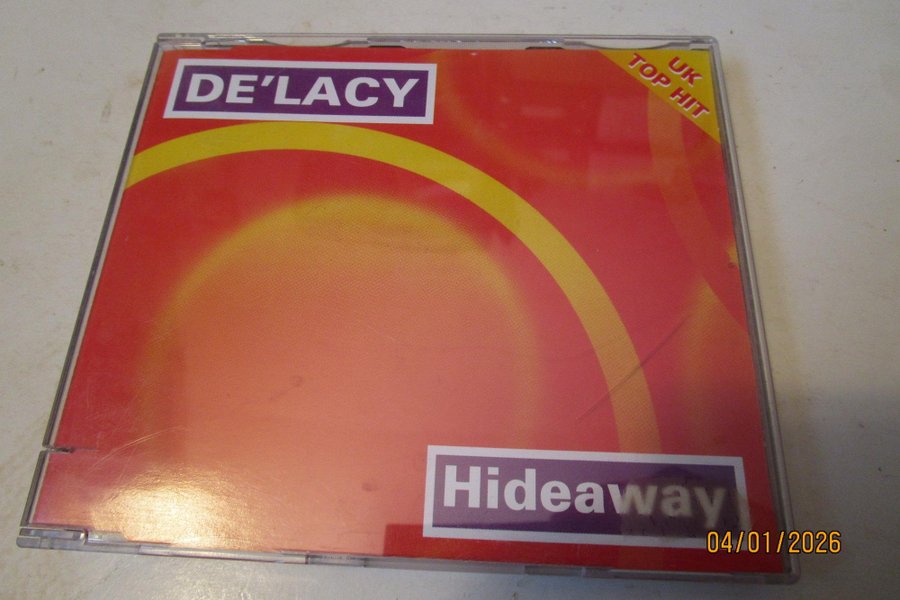 DE'LACY
UK
TOP HIT
Hideaway
04/01/2026